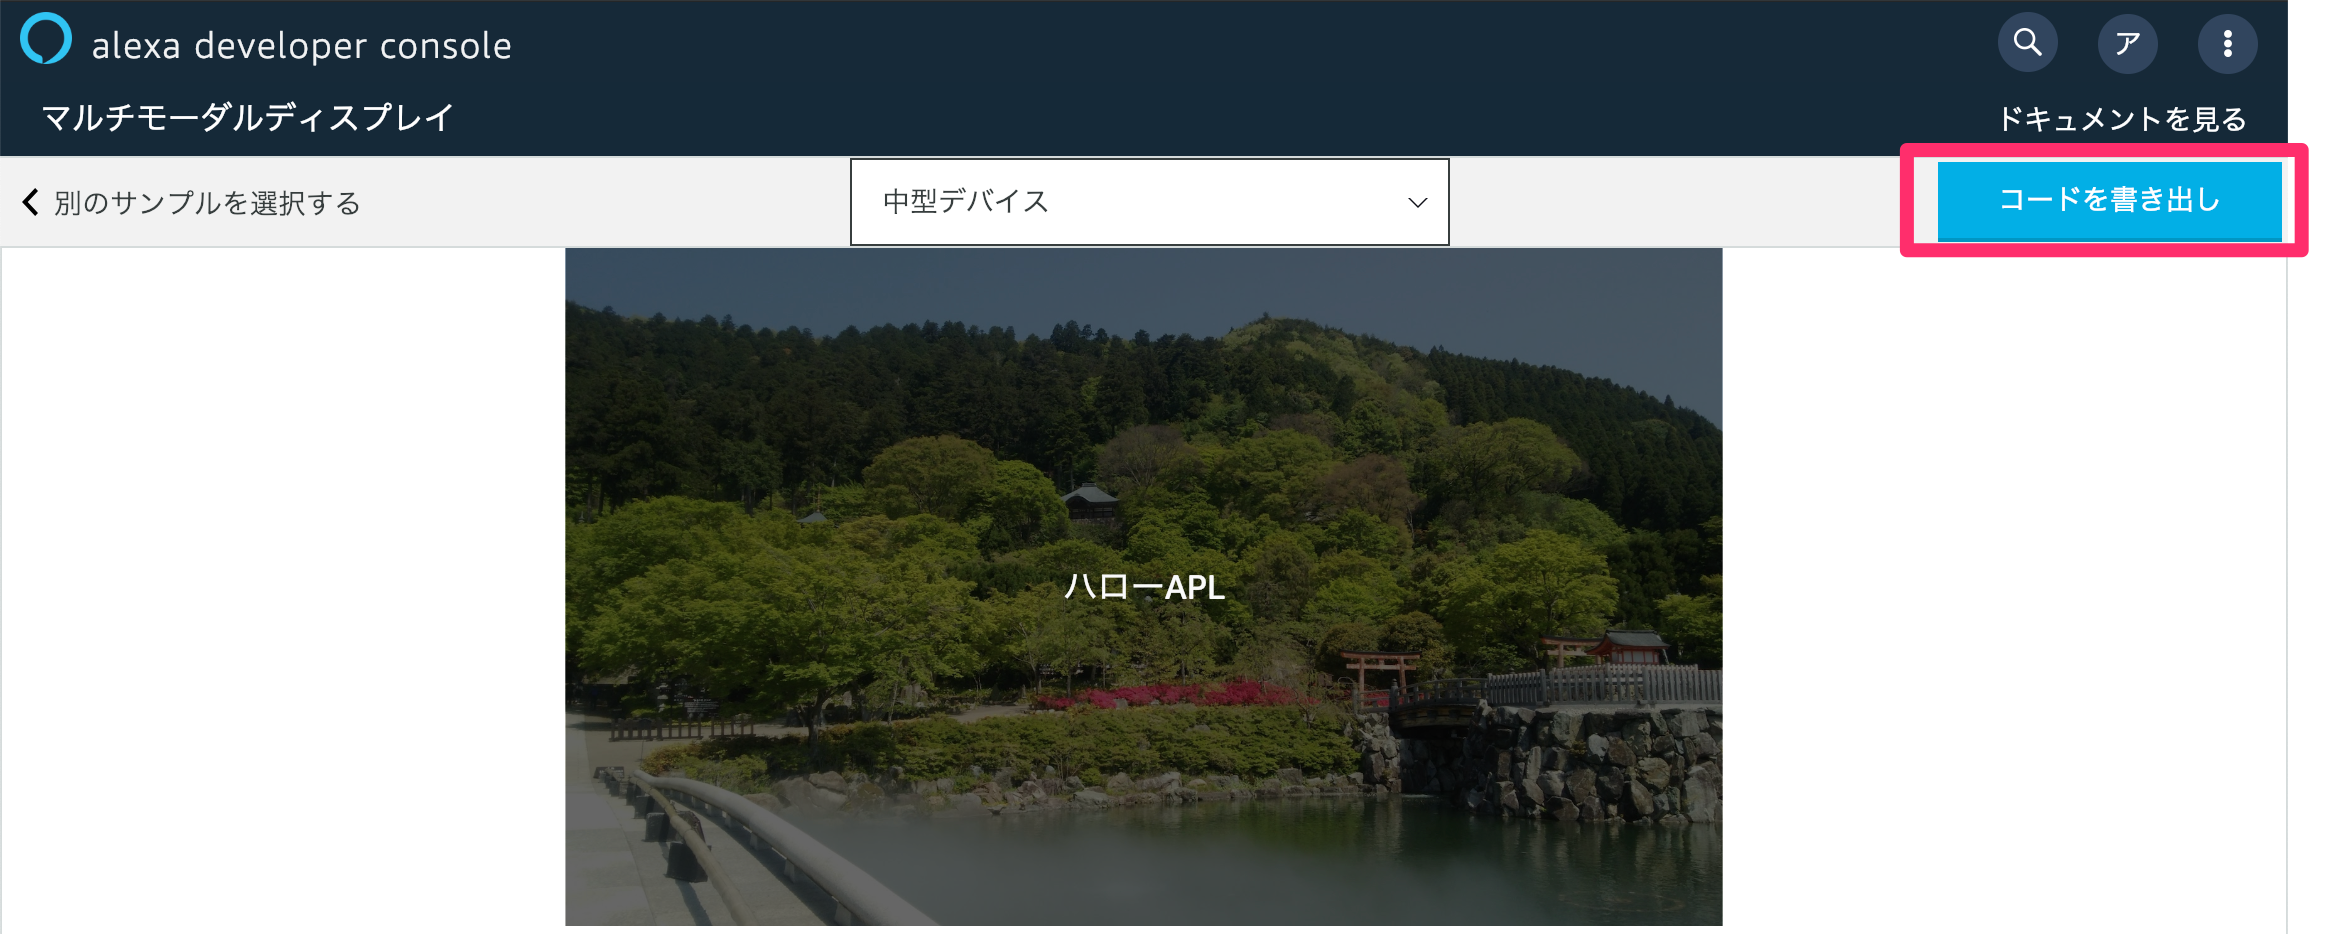 alexa developer console
ア
マルチモーダルディスプレイ
ドキュメントを見る
別のサンプルを選択する
中型デバイス
コードを書き出し
ハローAPL